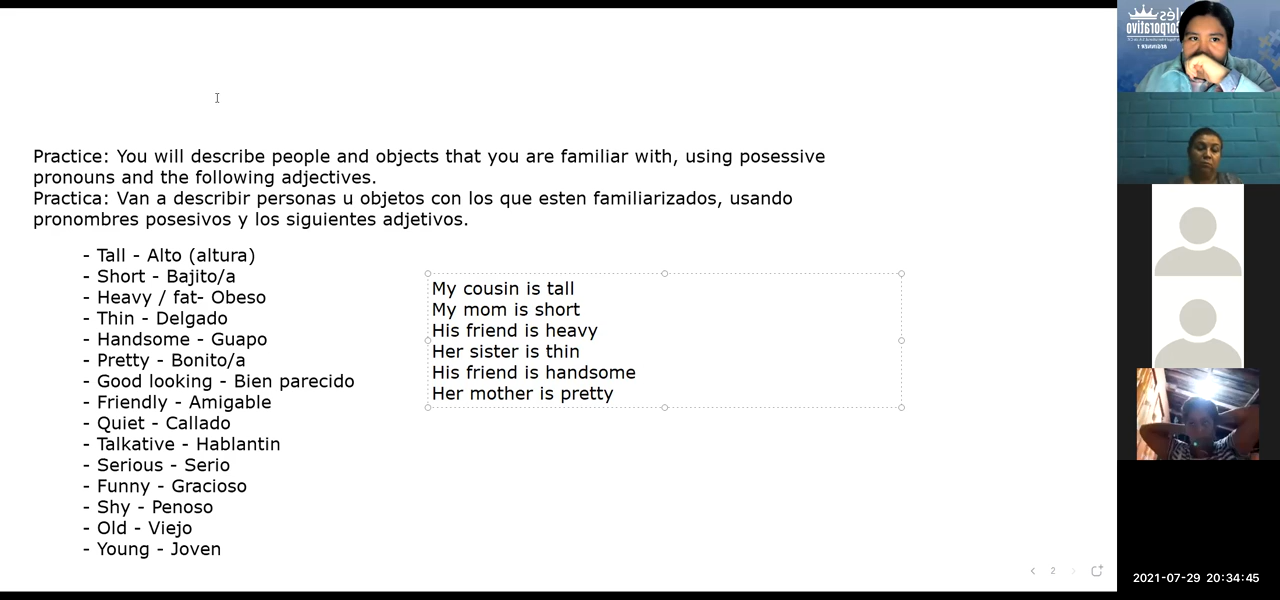 Practice: You will describe people and objects that you are familiar with, using posessive
pronouns and the following adjectives.
Practica: Van a describir personas u objetos con los que esten familiarizados, usando
pronombres posesivos y los siguientes adjetivos.
- Tall - Alto (altura)
- Short - Bajito/a
- Heavy / fat- Obeso
- Thin - Delgado
- Handsome - Guapo
- Pretty - Bonito/a
- Good looking - Bien parecido
- Friendly - Amigable
- Quiet - Callado
- Talkative - Hablantin
- Serious - Serio
- Funny - Gracioso
- Shy - Penoso
- Old - Viejo
- Young - Joven
My cousin is tall
My mom is short
His friend is heavy
Her sister is thin
His friend is handsome
Her mother is pretty
2
2021-07-29 20:34:45